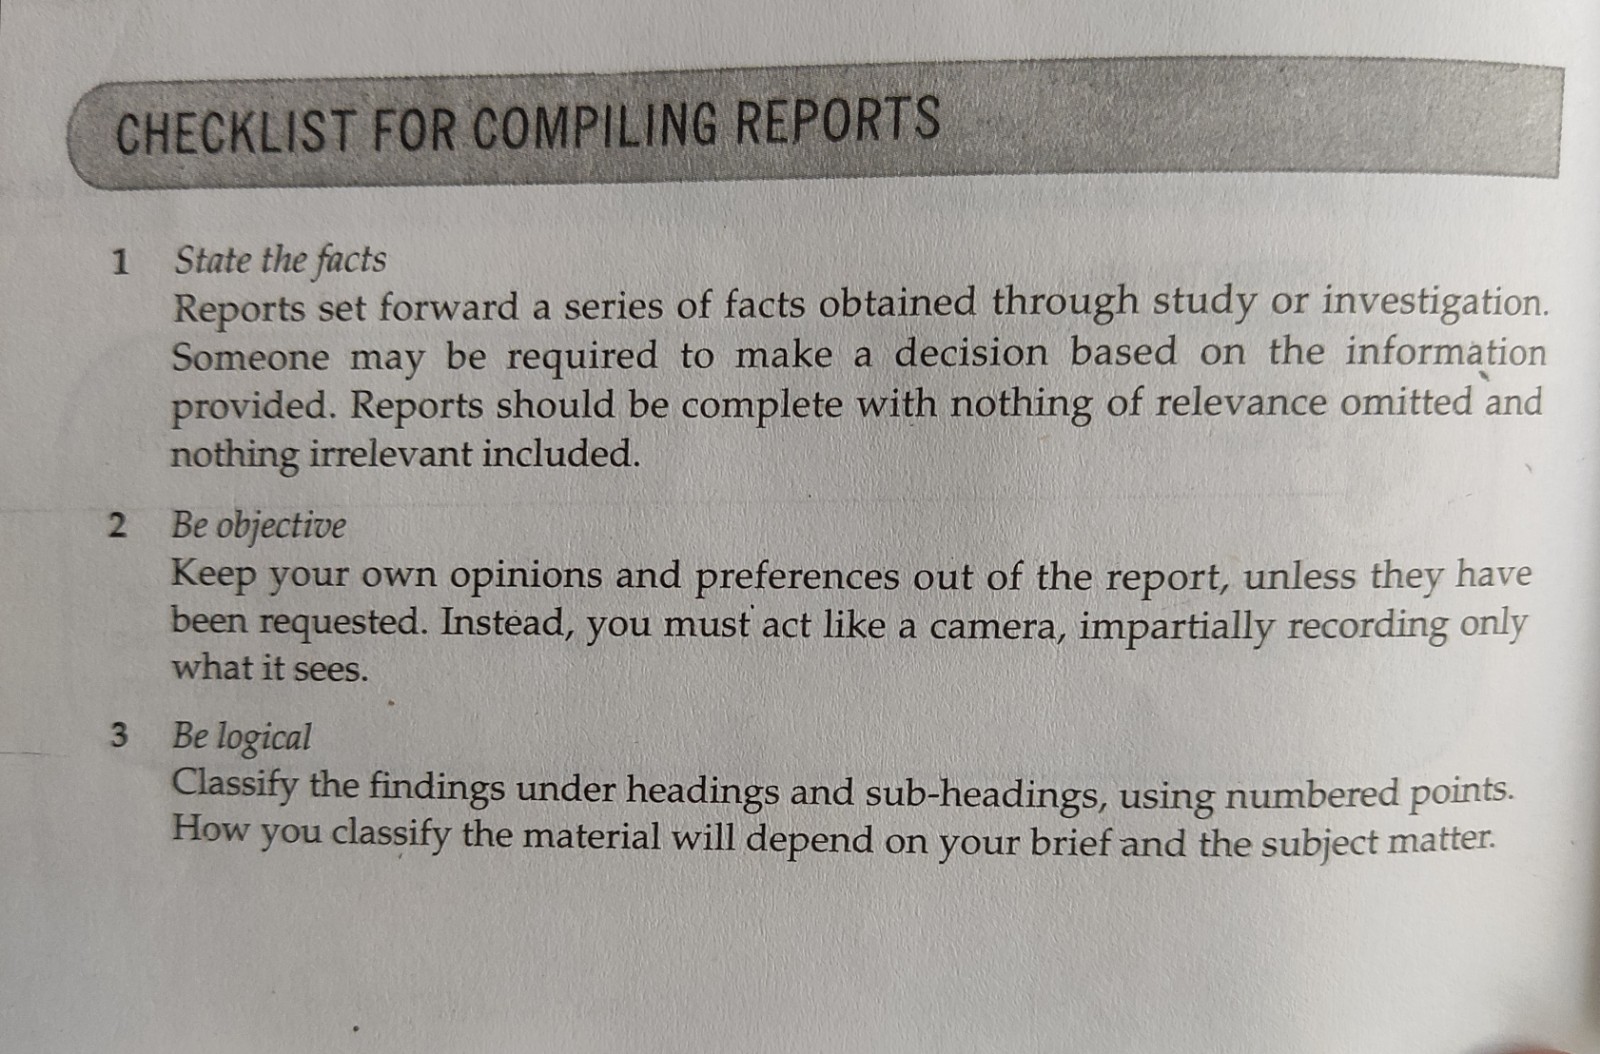 CHECKLIST FOR COMPILING REPORTS
1 State the facts
Reports set forward a series of facts obtained through study or investigation.
Someone may be required to make a decision based on the information
provided. Reports should be complete with nothing of relevance omitted and
nothing irrelevant included.
2 Be objective
Keep your own opinions and preferences out of the report, unless they have
been requested. Instead, you must act like a camera, impartially recording only
what it sees.
3 Be logical
Classify the findings under headings and sub-headings, using numbered points.
How you classify the material will depend on your brief and the subject matter.